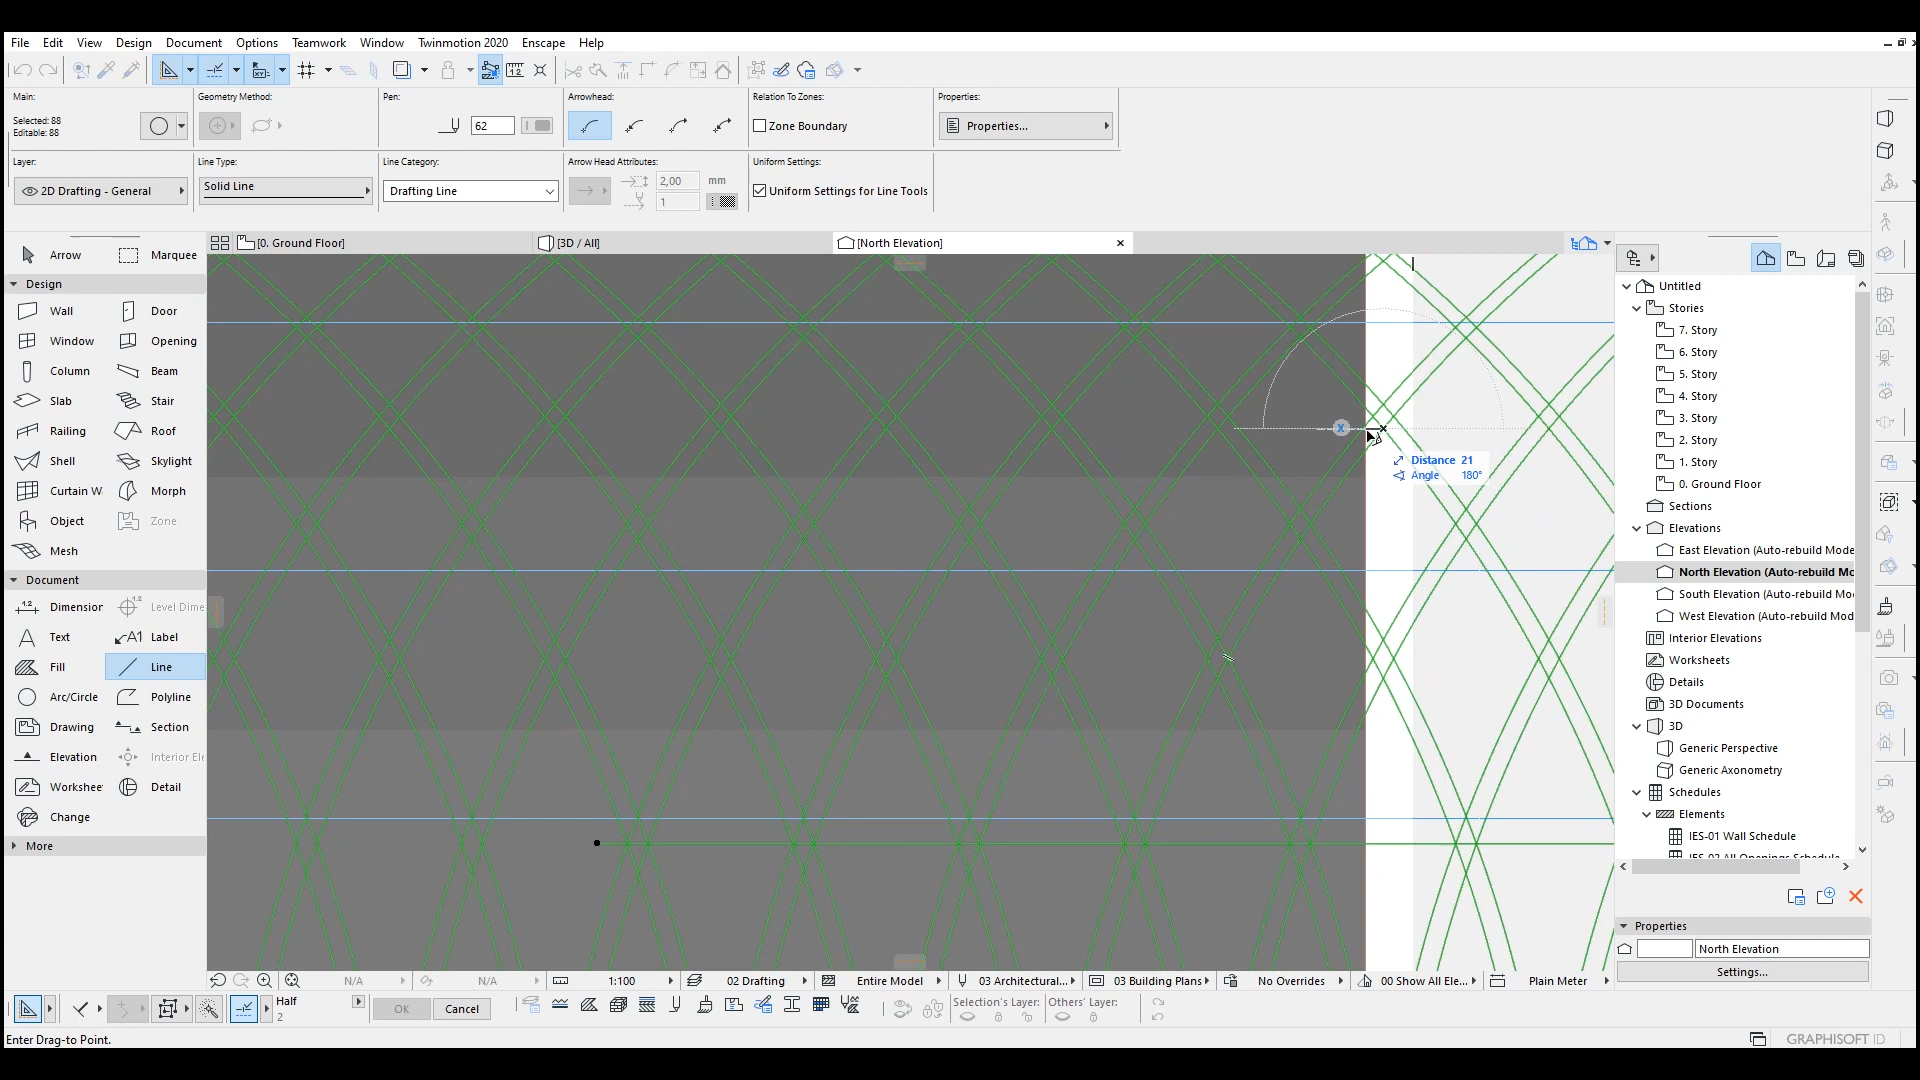 File Edit View Design Document Options Teamwork Window Twinmotion 2020 Enscape Help
Main:
Selected: 88
Editable: 88
Geometry Method:
Pen:
62
Arrowhead:
Relation To Zones:
Zone Boundary
Properties:
Properties...
Layer:
2D Drafting - General
Line Type:
Solid Line
Line Category:
Drafting Line
Arrow Head Attributes:
2,00 mm
1
Uniform Settings:
Uniform Settings for Line Tools
[0. Ground Floor]
[3D / All]
[North Elevation]
Arrow Marquee
Design
Wall Door
Window Opening
Column Beam
Slab Stair
Railing Roof
Shell Skylight
Curtain W Morph
Object Zone
Mesh
Document
Dimension Level Dime
Text Label
Fill Line
Arc/Circle Polyline
Drawing Section
Elevation Interior Ele
Workshee Detail
Change
More
X
Distance 21
Angle 180°
Untitled
Stories
7. Story
6. Story
5. Story
4. Story
3. Story
2. Story
1. Story
0. Ground Floor
Sections
Elevations
East Elevation (Auto-rebuild Mode
North Elevation (Auto-rebuild Mo
South Elevation (Auto-rebuild Mo
West Elevation (Auto-rebuild Mod
Interior Elevations
Worksheets
Details
3D Documents
3D
Generic Perspective
Generic Axonometry
Schedules
Elements
IES-01 Wall Schedule
IES-02 All Openings Schedule
Properties
North Elevation
Settings...
N/A N/A 1:100 02 Drafting Entire Model 03 Architectural... 03 Building Plans No Overrides 00 Show All Ele... Plain Meter
Half
2
OK Cancel
Selection's Layer: Others' Layer:
Enter Drag-to Point.
GRAPHISOFT ID